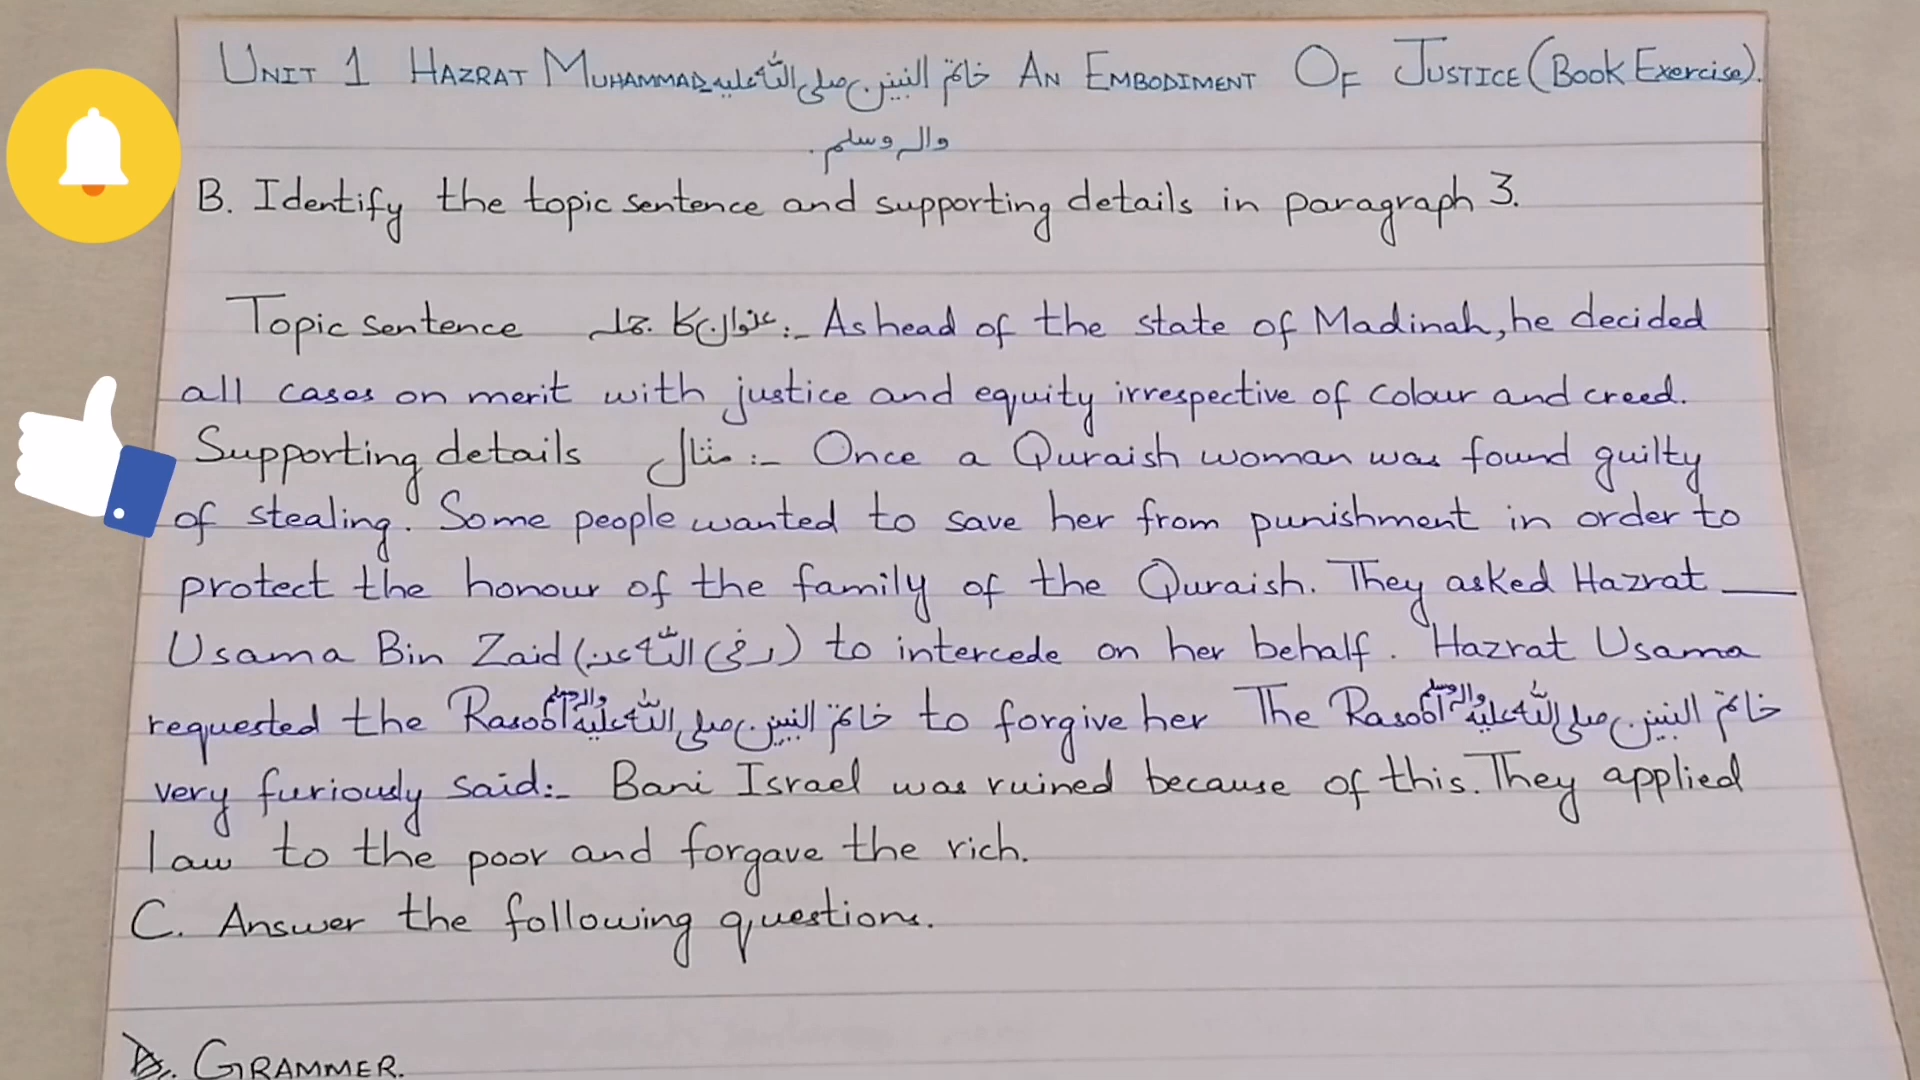 UNIT 1 HAZRAT MUHAMMAD خاتم النبیین صلی اللہ علیہ AN EMBODIMENT OF JUSTICE (Book Exercise).
والہ وسلم.
B. Identify the topic sentence and supporting details in paragraph 3.
Topic sentence عنوان کا جملہ :- As head of the state of Madinah, he decided
all cases on merit with justice and equity irrespective of colour and creed.
Supporting details مثال :- Once a Quraish woman was found guilty
of stealing. Some people wanted to save her from punishment in order to
protect the honour of the family of the Quraish. They asked Hazrat
Usama Bin Zaid (رضی اللہ عنہ) to intercede on her behalf. Hazrat Usama
requested the Rasool خاتم النبیین صلی اللہ علیہ والہ وسلم to forgive her The Rasool خاتم النبیین صلی اللہ علیہ والہ وسلم
very furiously said:- Bani Israel was ruined because of this. They applied
law to the poor and forgave the rich.
C. Answer the following questions.
GRAMMER.